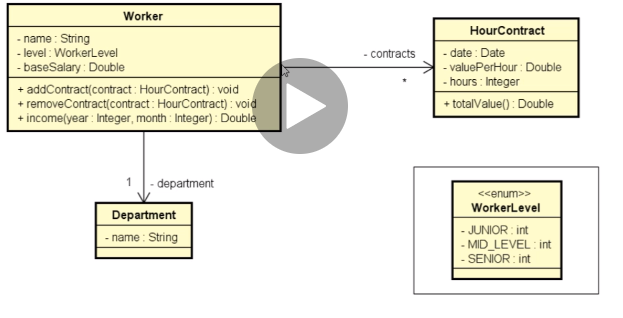 Worker
- name : String
- level : WorkerLevel
- baseSalary : Double
+ addContract(contract : HourContract) : void
+ removeContract(contract : HourContract) : void
+ income(year : Integer, month : Integer) : Double
- contracts
*
HourContract
- date : Date
- valuePerHour : Double
- hours : Integer
+ totalValue() : Double
1
- department
Department
- name : String
<<enum>>
WorkerLevel
- JUNIOR : int
- MID_LEVEL : int
- SENIOR : int